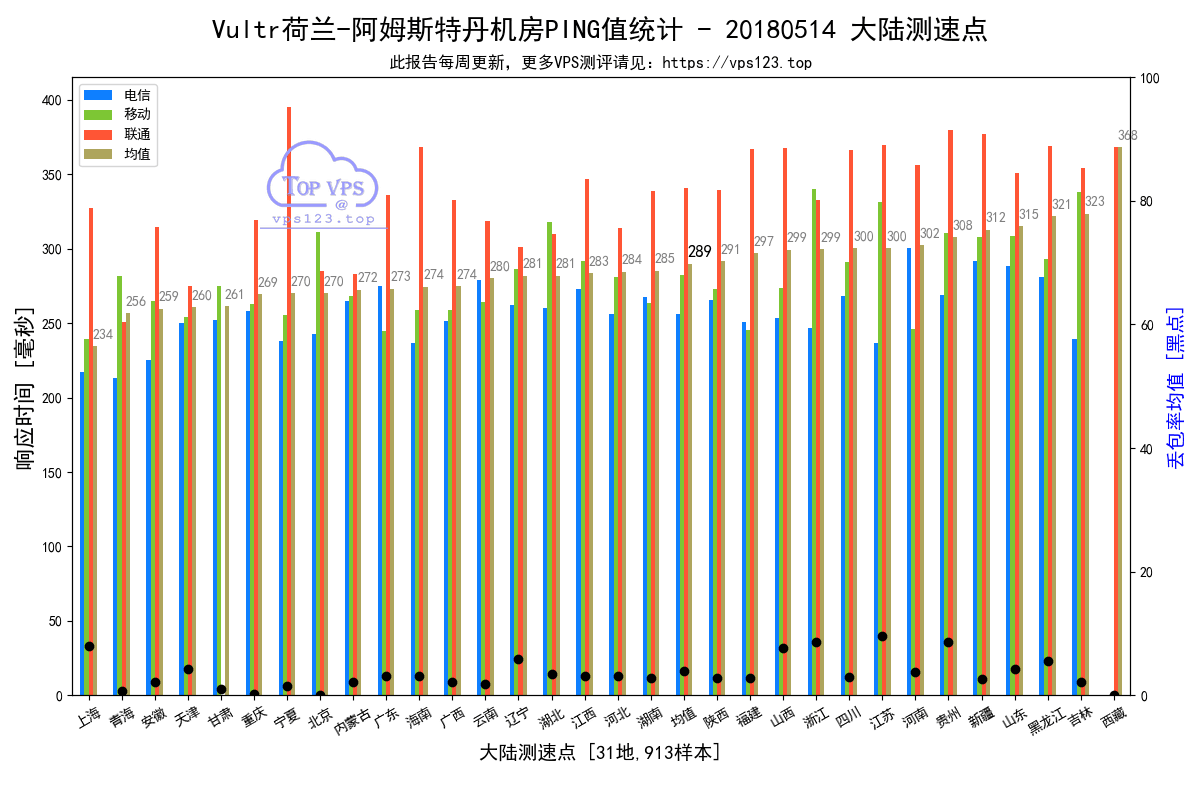 Vultr荷兰-阿姆斯特丹机房PING值统计 - 20180514 大陆测速点
此报告每周更新，更多VPS测评请见：https://vps123.top
电信
移动
联通
均值
TOP VPS
@
vps123.top
响应时间 [毫秒]
400
350
300
250
200
150
100
50
0
丢包率均值 [黑点]
100
80
60
40
20
0
234
256
259
260
261
269
270
270
272
273
274
274
280
281
281
283
284
285
289
291
297
299
299
300
300
302
308
312
315
321
323
368
上海
青海
安徽
天津
甘肃
重庆
宁夏
北京
内蒙古
广东
海南
广西
云南
辽宁
湖北
江西
河北
湖南
均值
陕西
福建
山西
浙江
四川
江苏
河南
贵州
新疆
山东
黑龙江
吉林
西藏
大陆测速点 [31地,913样本]